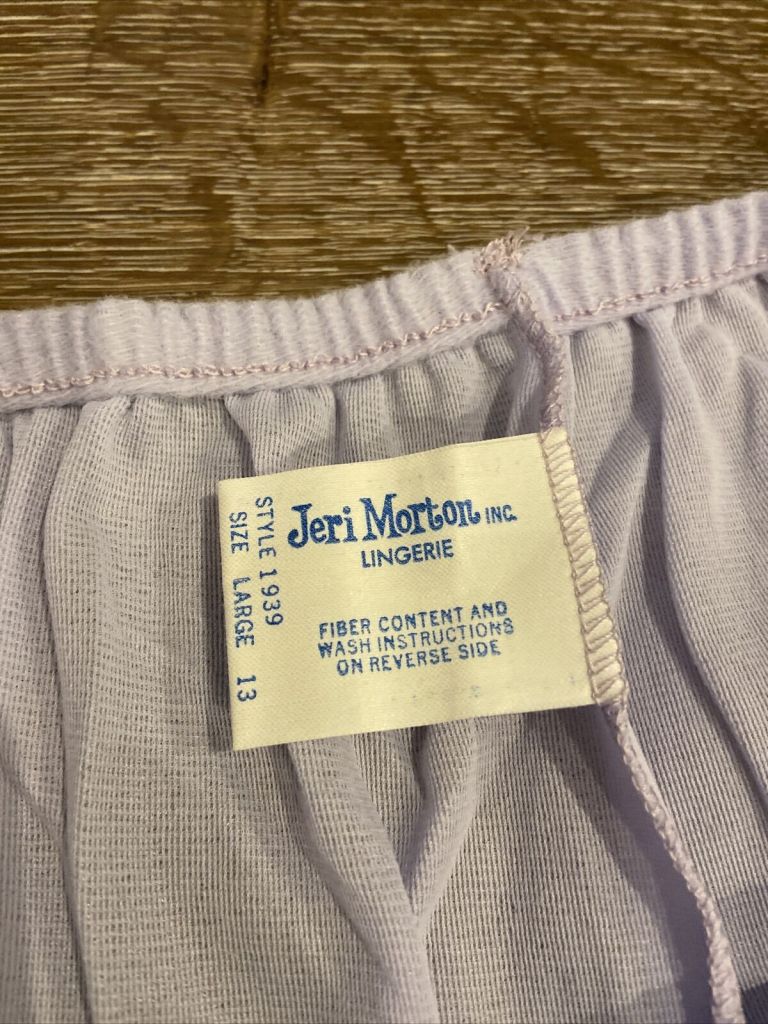 Jeri Morton INC.
LINGERIE
FIBER CONTENT AND
WASH INSTRUCTIONS
ON REVERSE SIDE
STYLE 1939
SIZE LARGE 13